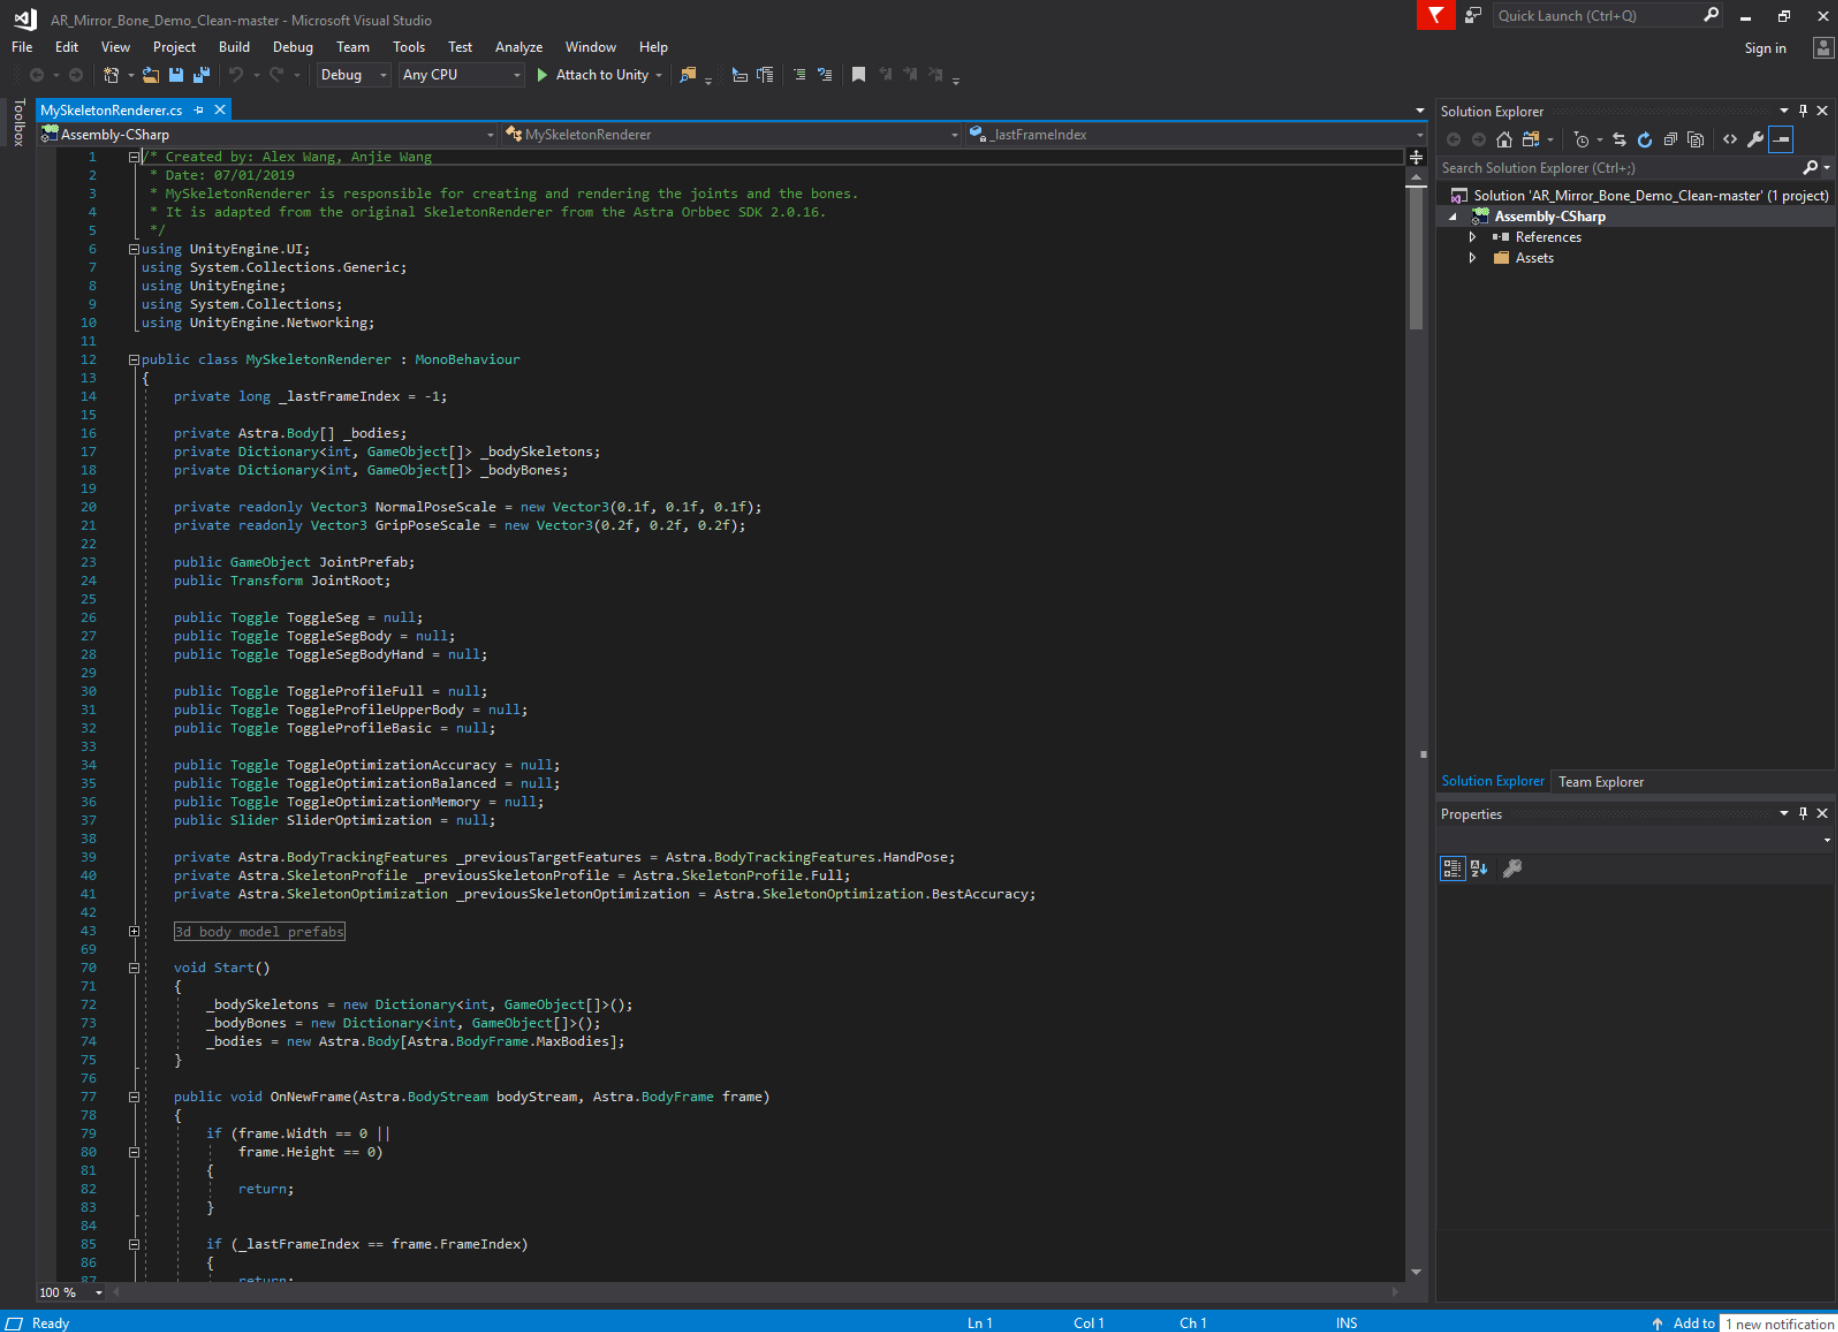 AR_Mirror_Bone_Demo_Clean-master - Microsoft Visual Studio
Quick Launch (Ctrl+Q)
File Edit View Project Build Debug Team Tools Test Analyze Window Help
Sign in
Debug Any CPU Attach to Unity
Toolbox
MySkeletonRenderer.cs
Assembly-CSharp MySkeletonRenderer _lastFrameIndex
1 /* Created by: Alex Wang, Anjie Wang
2 * Date: 07/01/2019
3 * MySkeletonRenderer is responsible for creating and rendering the joints and the bones.
4 * It is adapted from the original SkeletonRenderer from the Astra Orbbec SDK 2.0.16.
5 */
6 using UnityEngine.UI;
7 using System.Collections.Generic;
8 using UnityEngine;
9 using System.Collections;
10 using UnityEngine.Networking;
11
12 public class MySkeletonRenderer : MonoBehaviour
13 {
14 private long _lastFrameIndex = -1;
15
16 private Astra.Body[] _bodies;
17 private Dictionary<int, GameObject[]> _bodySkeletons;
18 private Dictionary<int, GameObject[]> _bodyBones;
19
20 private readonly Vector3 NormalPoseScale = new Vector3(0.1f, 0.1f, 0.1f);
21 private readonly Vector3 GripPoseScale = new Vector3(0.2f, 0.2f, 0.2f);
22
23 public GameObject JointPrefab;
24 public Transform JointRoot;
25
26 public Toggle ToggleSeg = null;
27 public Toggle ToggleSegBody = null;
28 public Toggle ToggleSegBodyHand = null;
29
30 public Toggle ToggleProfileFull = null;
31 public Toggle ToggleProfileUpperBody = null;
32 public Toggle ToggleProfileBasic = null;
33
34 public Toggle ToggleOptimizationAccuracy = null;
35 public Toggle ToggleOptimizationBalanced = null;
36 public Toggle ToggleOptimizationMemory = null;
37 public Slider SliderOptimization = null;
38
39 private Astra.BodyTrackingFeatures _previousTargetFeatures = Astra.BodyTrackingFeatures.HandPose;
40 private Astra.SkeletonProfile _previousSkeletonProfile = Astra.SkeletonProfile.Full;
41 private Astra.SkeletonOptimization _previousSkeletonOptimization = Astra.SkeletonOptimization.BestAccuracy;
42
43 3d body model prefabs
69
70 void Start()
71 {
72 _bodySkeletons = new Dictionary<int, GameObject[]>();
73 _bodyBones = new Dictionary<int, GameObject[]>();
74 _bodies = new Astra.Body[Astra.BodyFrame.MaxBodies];
75 }
76
77 public void OnNewFrame(Astra.BodyStream bodyStream, Astra.BodyFrame frame)
78 {
79 if (frame.Width == 0 ||
80 frame.Height == 0)
81 {
82 return;
83 }
84
85 if (_lastFrameIndex == frame.FrameIndex)
86 {
87 return;
100 %
Solution Explorer
Search Solution Explorer (Ctrl+;)
Solution 'AR_Mirror_Bone_Demo_Clean-master' (1 project)
Assembly-CSharp
References
Assets
Solution Explorer Team Explorer
Properties
Ready Ln 1 Col 1 Ch 1 INS Add to 1 new notification